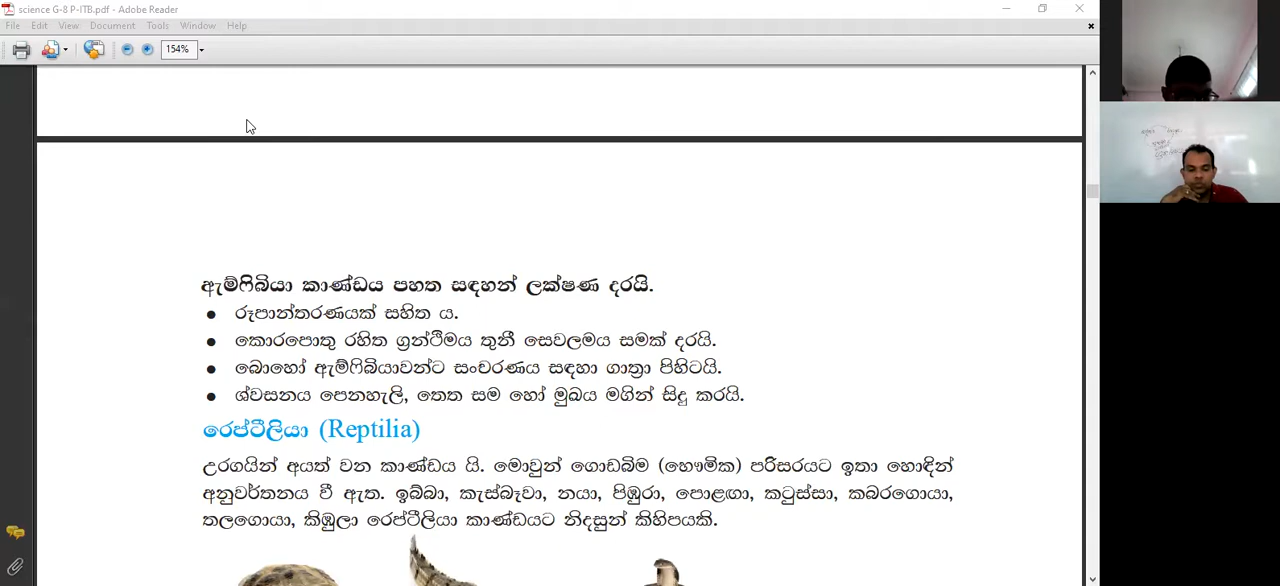 science G-8 P-ITB.pdf - Adobe Reader
File Edit View Document Tools Window Help
154%
ඇම්ෆිබියා කාණ්ඩය පහත සඳහන් ලක්ෂණ දරයි.
● රූපාන්තරණයක් සහිත ය.
● කොරපොතු රහිත ග්‍රන්ථිමය තුනී සෙවලමය සමක් දරයි.
● බොහෝ ඇම්ෆිබියාවන්ට සංචරණය සඳහා ගාත්‍රා පිහිටයි.
● ශ්වසනය පෙනහැලි, තෙත සම හෝ මුඛය මගින් සිදු කරයි.
රෙප්ටීලියා (Reptilia)
උරගයින් අයත් වන කාණ්ඩය යි. මොවුන් ගොඩබිම (භෞමික) පරිසරයට ඉතා හොඳින්
අනුවර්තනය වී ඇත. ඉබ්බා, කැස්බෑවා, නයා, පිඹුරා, පොළඟා, කටුස්සා, කබරගොයා,
තලගොයා, කිඹුලා රෙප්ටීලියා කාණ්ඩයට නිදසුන් කිහිපයකි.